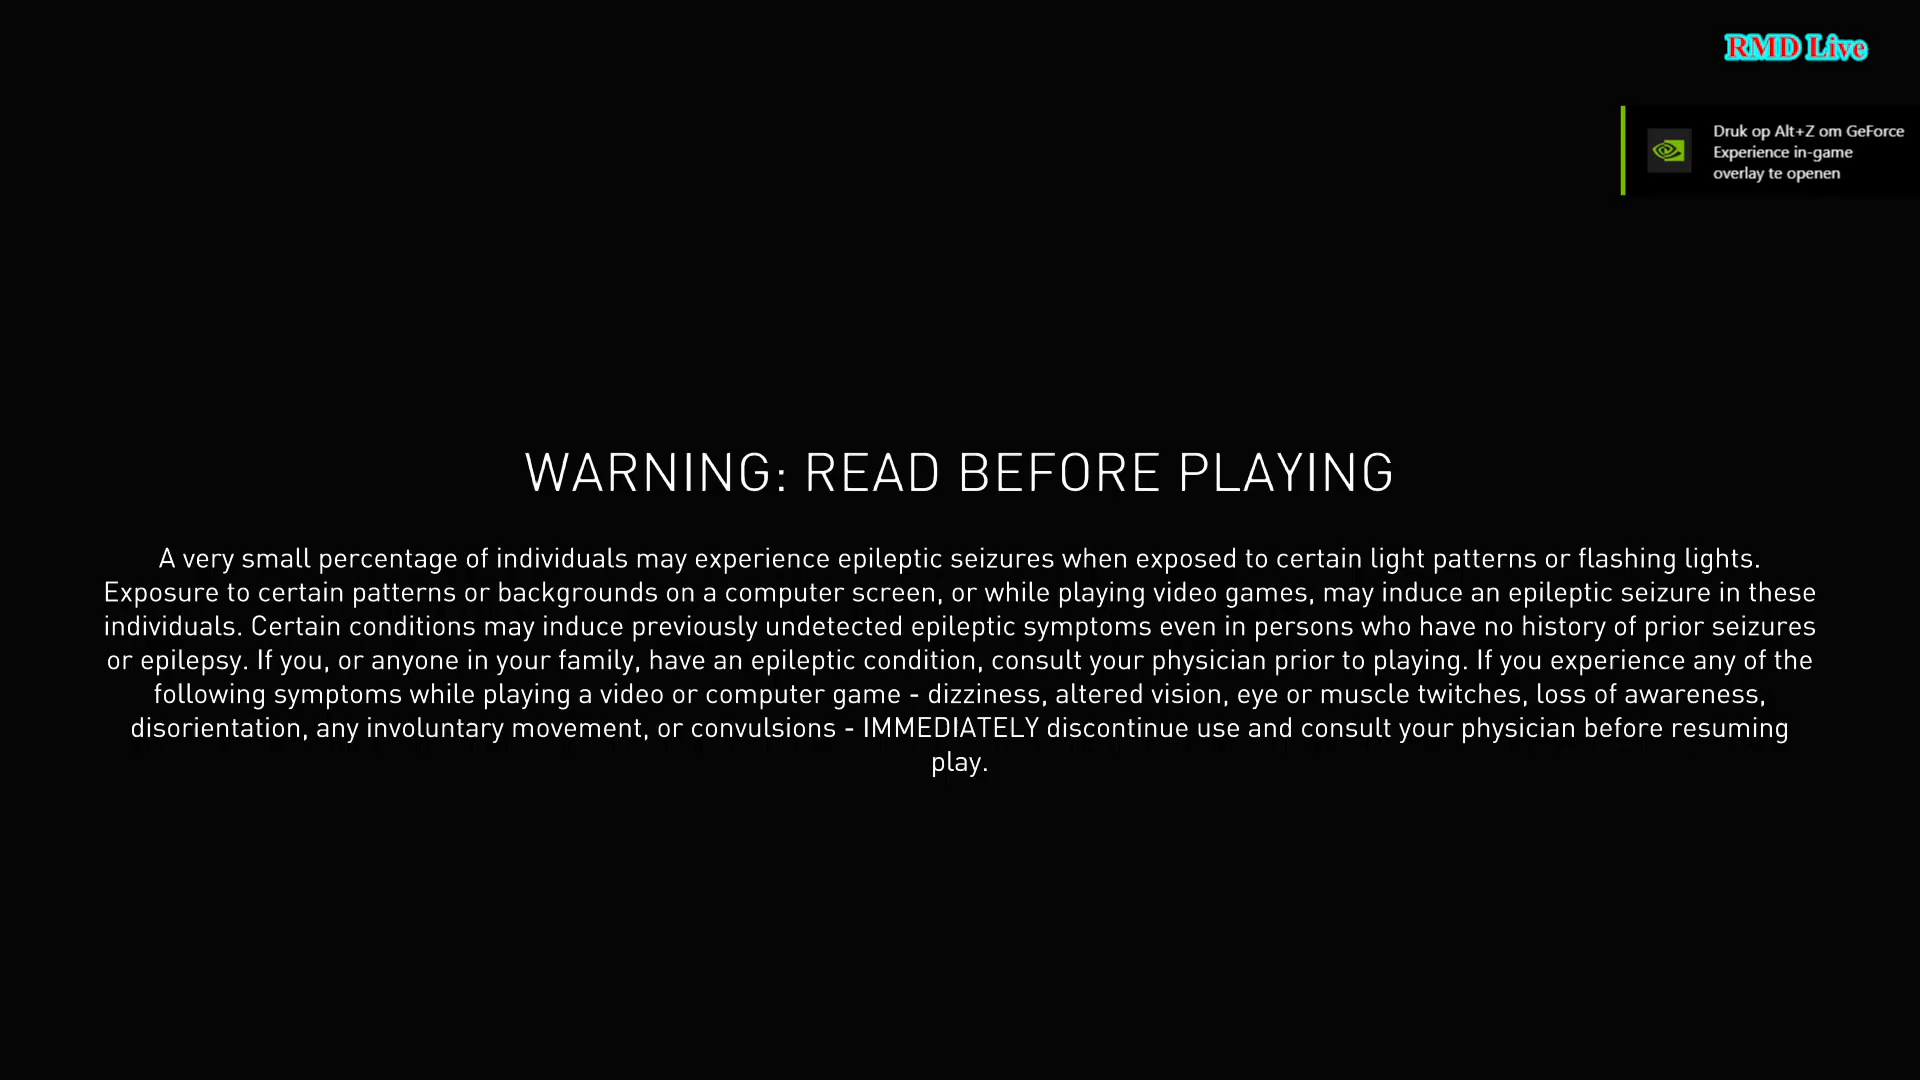 RMD Live
Druk op Alt+Z om GeForce
Experience in-game
overlay te openen
WARNING: READ BEFORE PLAYING
A very small percentage of individuals may experience epileptic seizures when exposed to certain light patterns or flashing lights.
Exposure to certain patterns or backgrounds on a computer screen, or while playing video games, may induce an epileptic seizure in these
individuals. Certain conditions may induce previously undetected epileptic symptoms even in persons who have no history of prior seizures
or epilepsy. If you, or anyone in your family, have an epileptic condition, consult your physician prior to playing. If you experience any of the
following symptoms while playing a video or computer game - dizziness, altered vision, eye or muscle twitches, loss of awareness,
disorientation, any involuntary movement, or convulsions - IMMEDIATELY discontinue use and consult your physician before resuming
play.